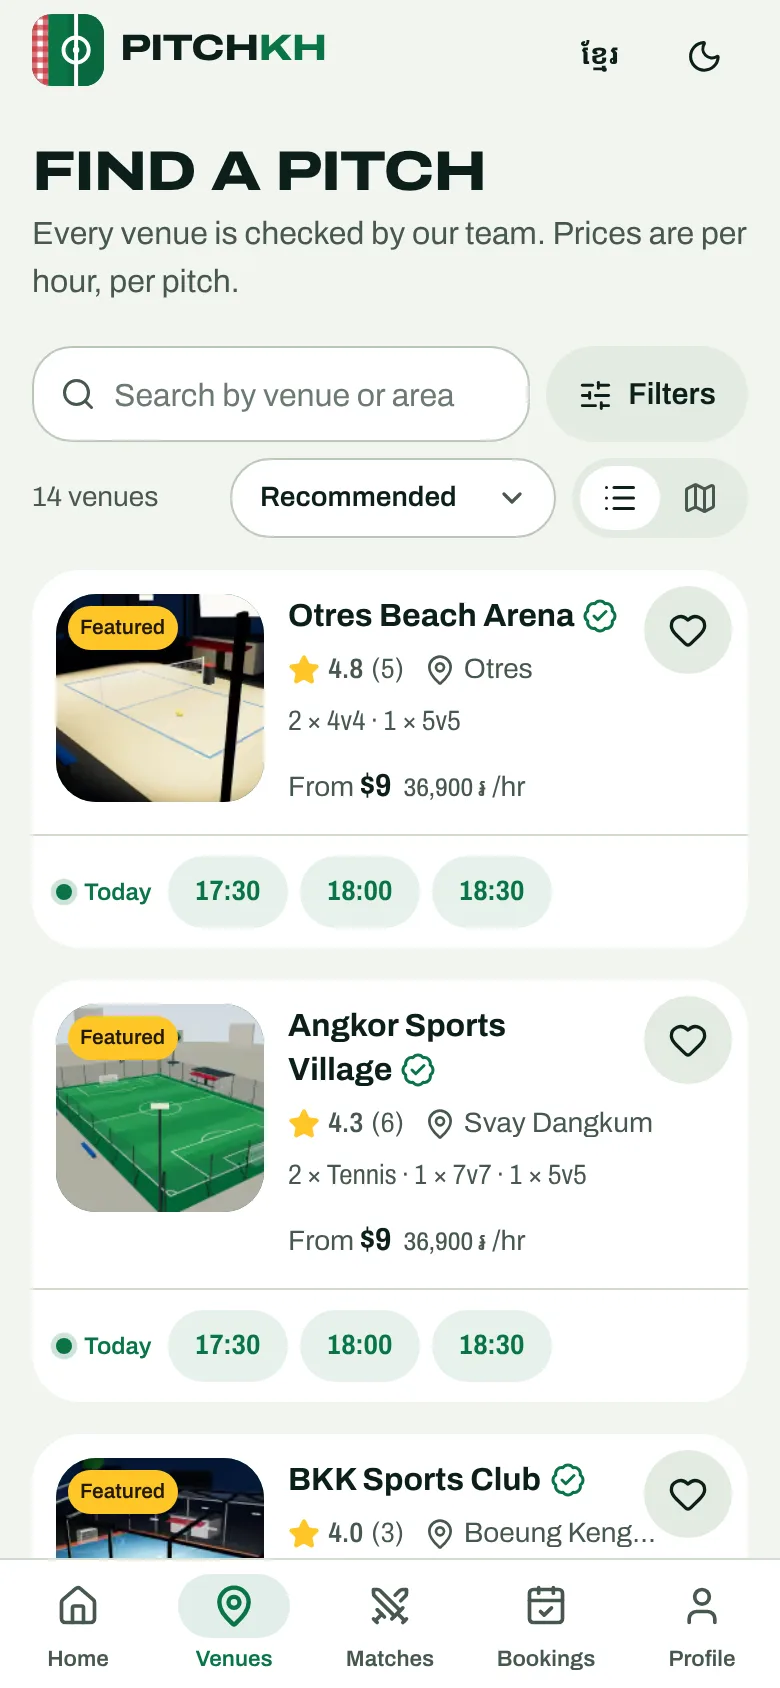 PITCHKH
ខ្មែរ
FIND A PITCH
Every venue is checked by our team. Prices are per
hour, per pitch.
Search by venue or area
Filters
14 venues
Recommended
Featured
Otres Beach Arena
4.8 (5) Otres
2 × 4v4 · 1 × 5v5
From $9 36,900 ៛ /hr
Today 17:30 18:00 18:30
Featured
Angkor Sports
Village
4.3 (6) Svay Dangkum
2 × Tennis · 1 × 7v7 · 1 × 5v5
From $9 36,900 ៛ /hr
Today 17:30 18:00 18:30
Featured
BKK Sports Club
4.0 (3) Boeung Keng...
Home Venues Matches Bookings Profile